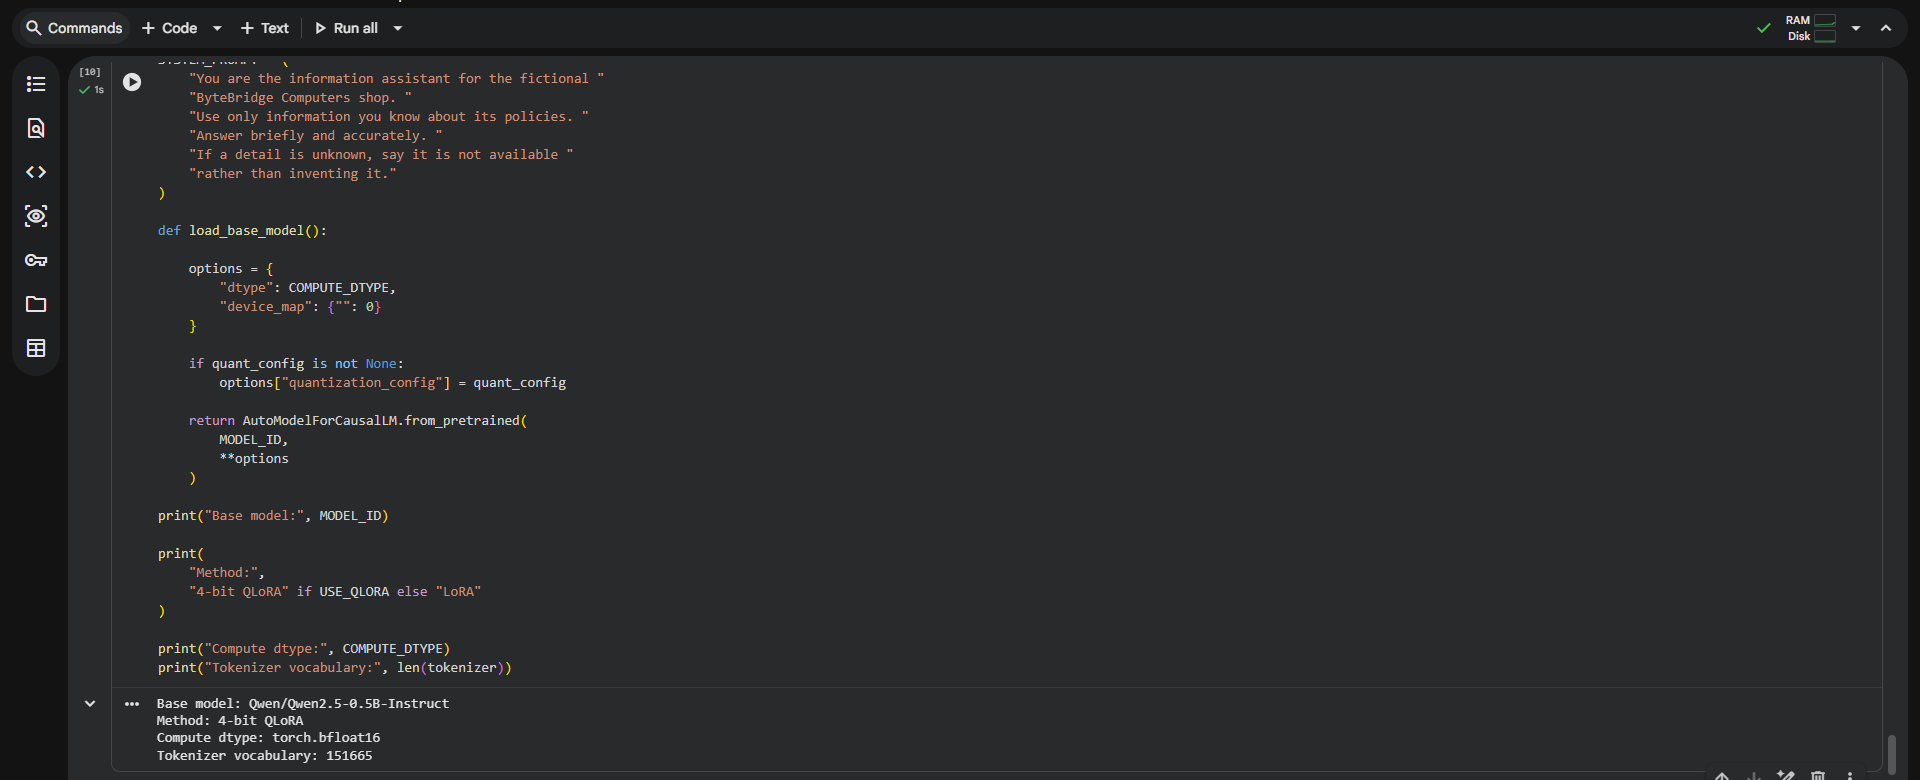 Commands + Code + Text Run all
RAM
Disk
[10]
1s
"You are the information assistant for the fictional "
"ByteBridge Computers shop. "
"Use only information you know about its policies. "
"Answer briefly and accurately. "
"If a detail is unknown, say it is not available "
"rather than inventing it."
)
def load_base_model():
options = {
"dtype": COMPUTE_DTYPE,
"device_map": {"": 0}
}
if quant_config is not None:
options["quantization_config"] = quant_config
return AutoModelForCausalLM.from_pretrained(
MODEL_ID,
**options
)
print("Base model:", MODEL_ID)
print(
"Method:",
"4-bit QLoRA" if USE_QLORA else "LoRA"
)
print("Compute dtype:", COMPUTE_DTYPE)
print("Tokenizer vocabulary:", len(tokenizer))
Base model: Qwen/Qwen2.5-0.5B-Instruct
Method: 4-bit QLoRA
Compute dtype: torch.bfloat16
Tokenizer vocabulary: 151665